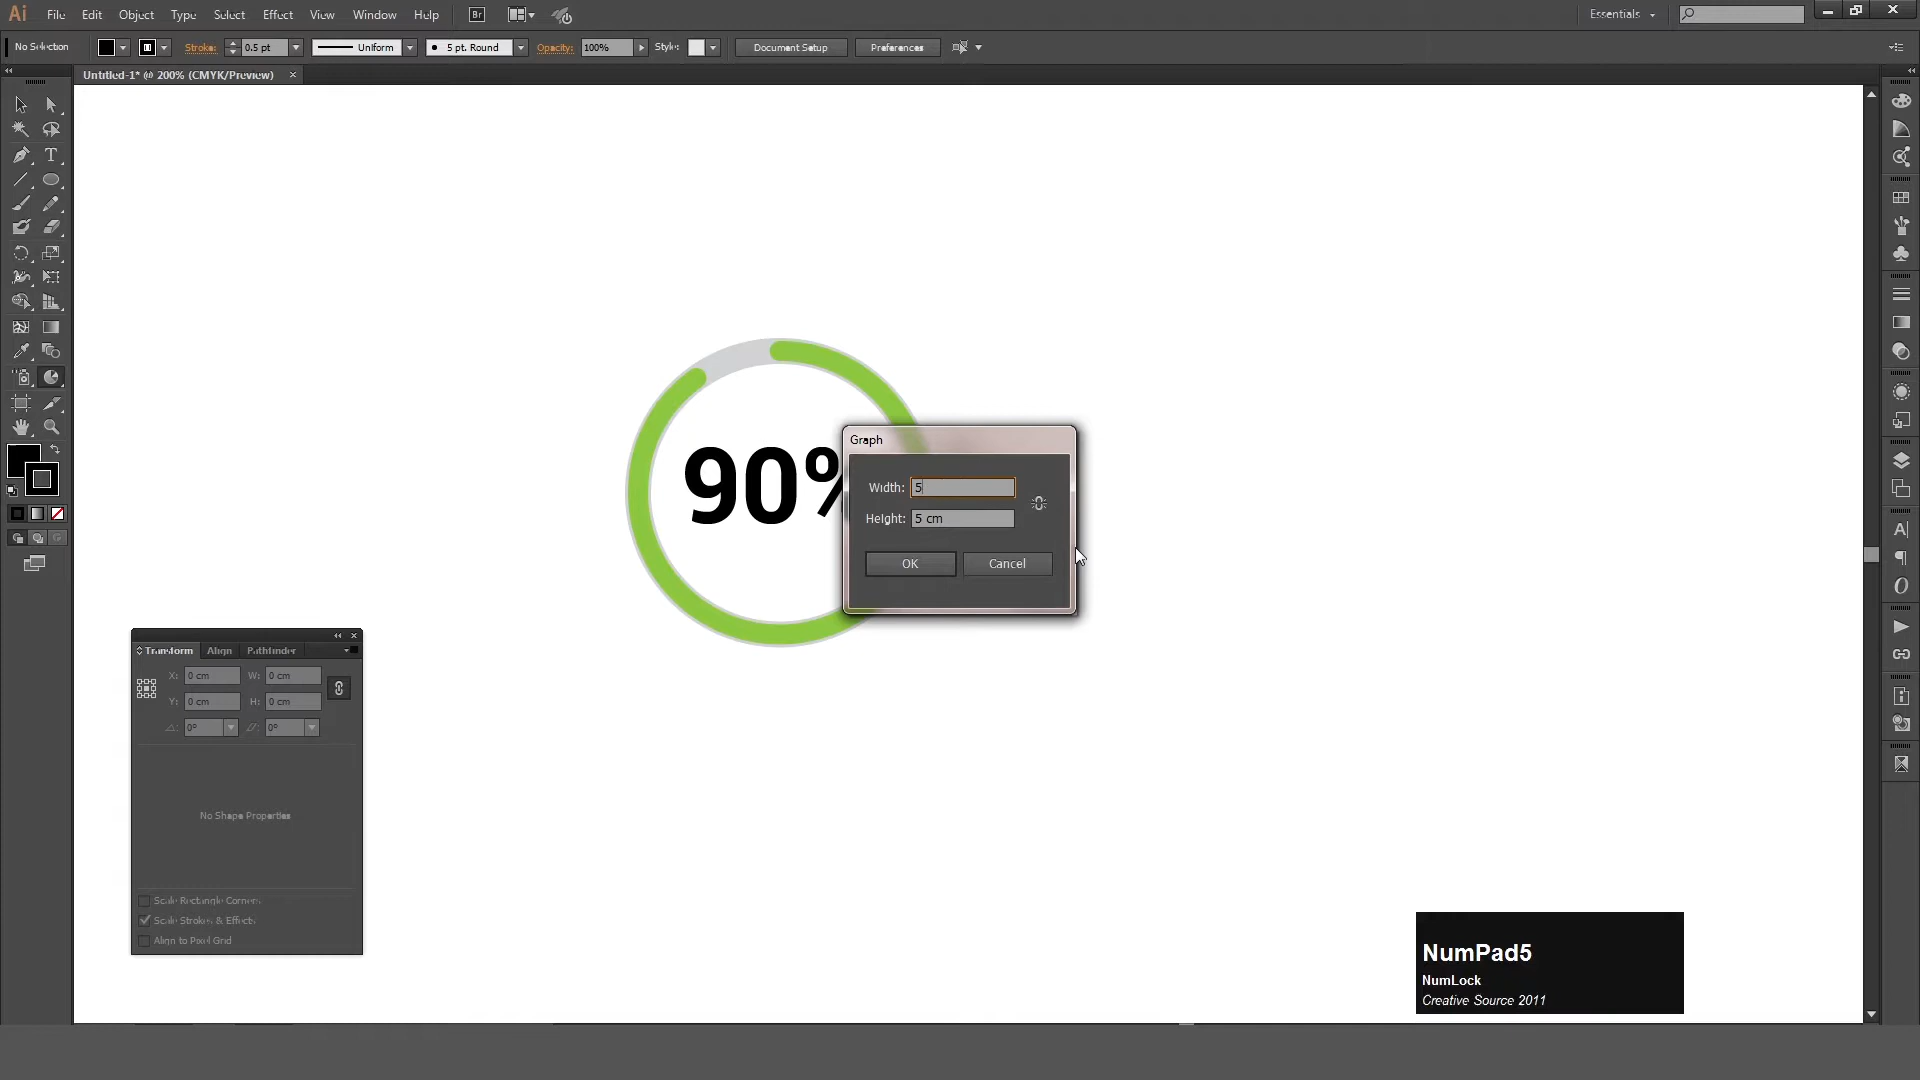 Ai File Edit Object Type Select Effect View Window Help Br Essentials
No Selection Stroke: 0.5 pt Uniform 5 pt. Round Opacity: 100% Style: Document Setup Preferences
Untitled-1* @ 200% (CMYK/Preview)
90%
Graph
Width: 5
Height: 5 cm
OK Cancel
Transform Align Pathfinder
X: 0 cm W: 0 cm
Y: 0 cm H: 0 cm
0° 0°
No Shape Properties
Scale Rectangle Corners
Scale Strokes & Effects
Align to Pixel Grid
NumPad5
NumLock
Creative Source 2011